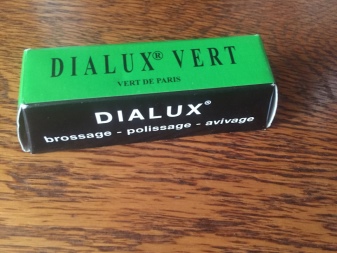 DIALUX® VERT
VERT DE PARIS
DIALUX®
brossage - polissage - avivage